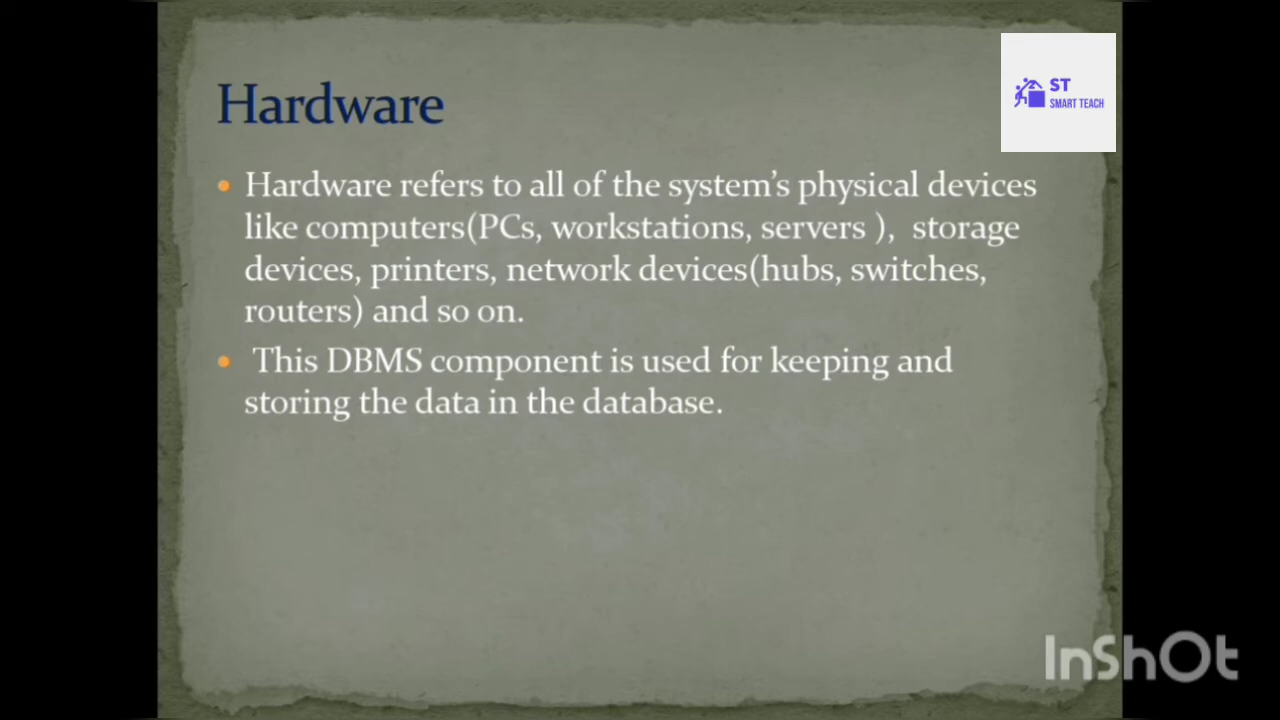 ST
SMART TEACH
Hardware
• Hardware refers to all of the system’s physical devices
like computers(PCs, workstations, servers ),  storage
devices, printers, network devices(hubs, switches,
routers) and so on.
•  This DBMS component is used for keeping and
storing the data in the database.
InShOt